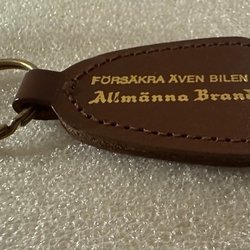 FÖRSÄKRA ÄVEN BILEN
Allmänna Brand